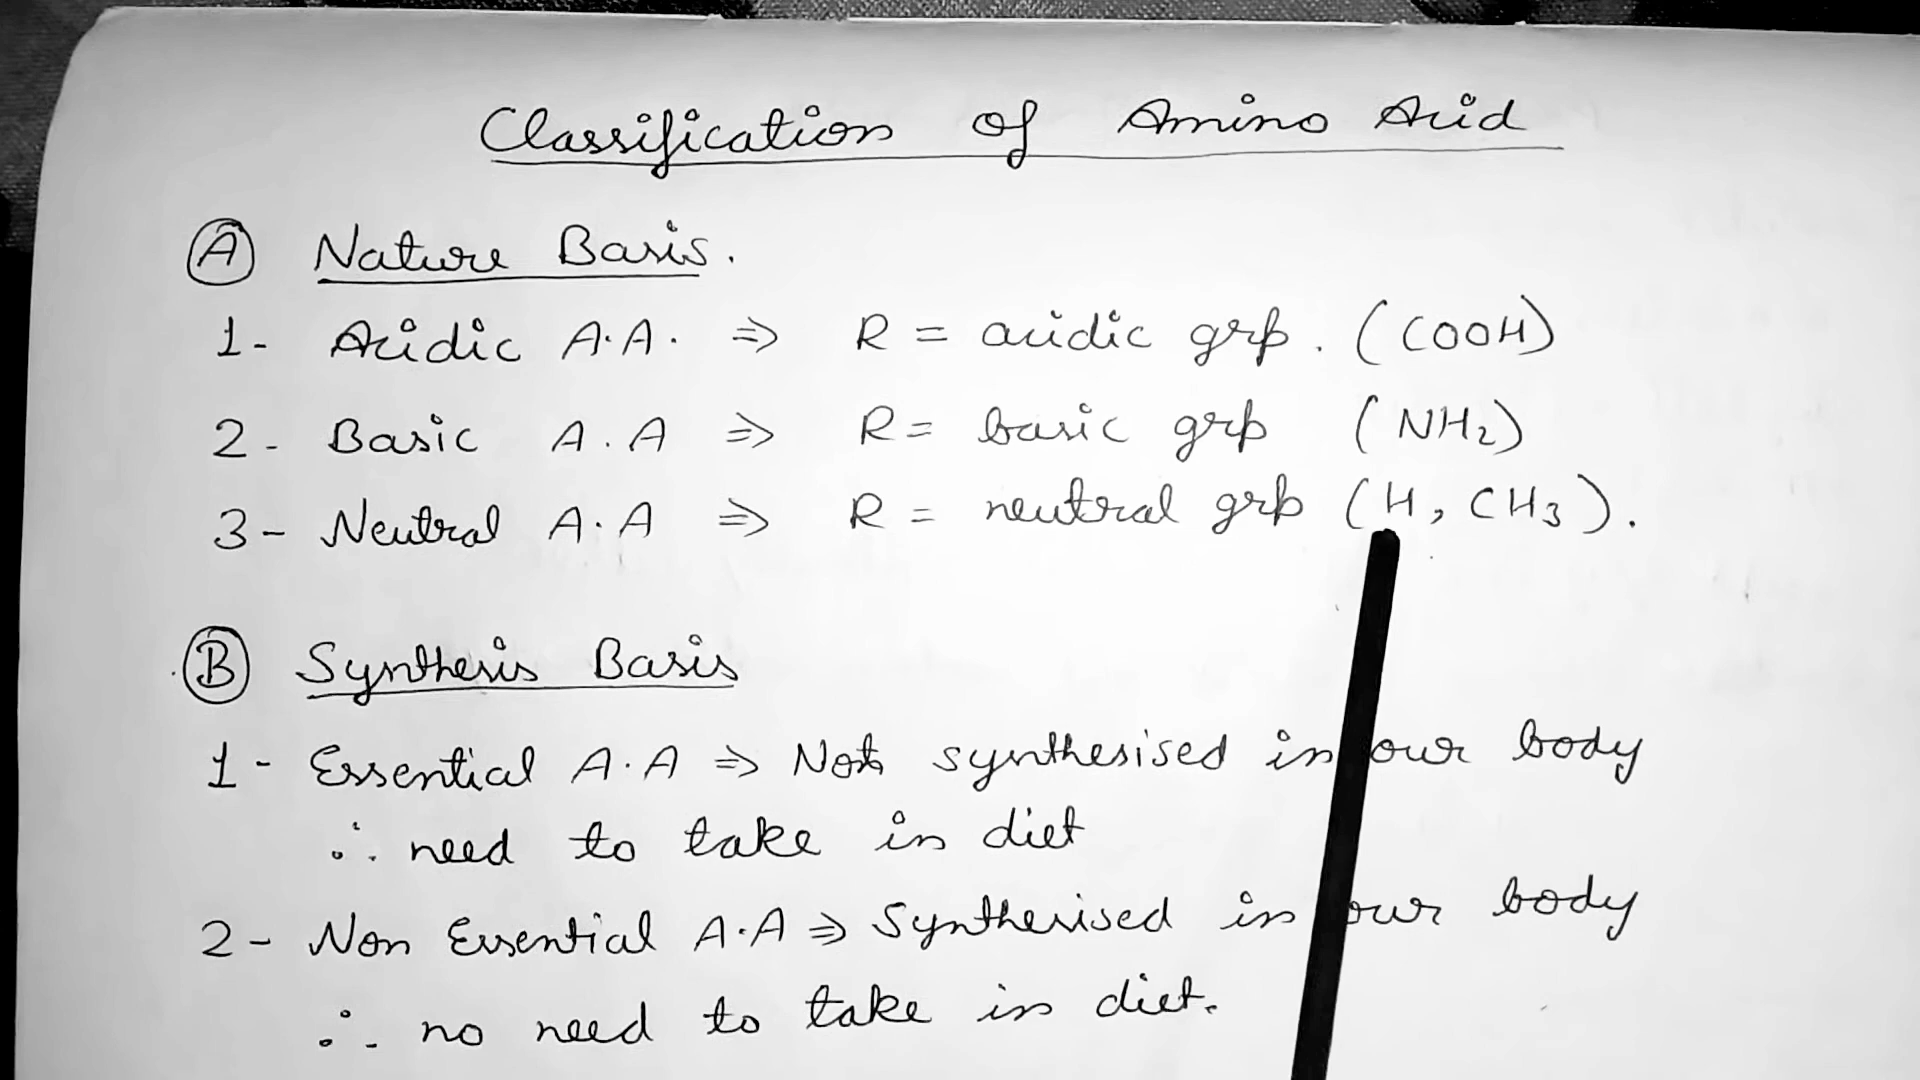 Classification of Amino Acid
(A) Nature Basis.
1- Acidic A.A. ⇒ R = acidic grp. (COOH)
2- Basic A.A ⇒ R = basic grp (NH2)
3- Neutral A.A ⇒ R = neutral grp (H, CH3).
(B) Synthesis Basis
1- Essential A.A ⇒ Not synthesised in our body
∴ need to take in diet
2- Non Essential A.A ⇒ Synthesised in our body
∴ no need to take in diet.